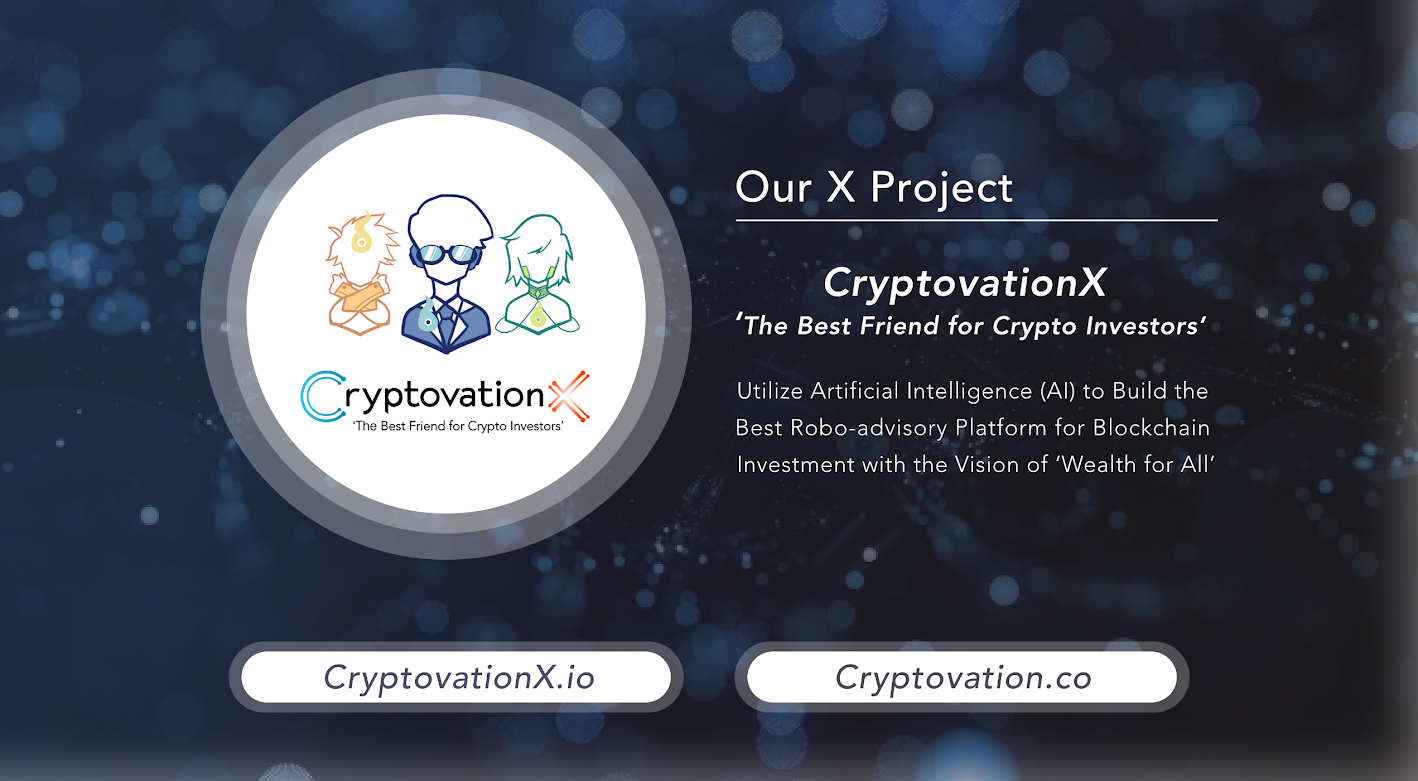 CryptovationX
‘The Best Friend for Crypto Investors’
Our X Project
CryptovationX
‘The Best Friend for Crypto Investors’
Utilize Artificial Intelligence (AI) to Build the
Best Robo-advisory Platform for Blockchain
Investment with the Vision of ‘Wealth for All’
CryptovationX.io
Cryptovation.co